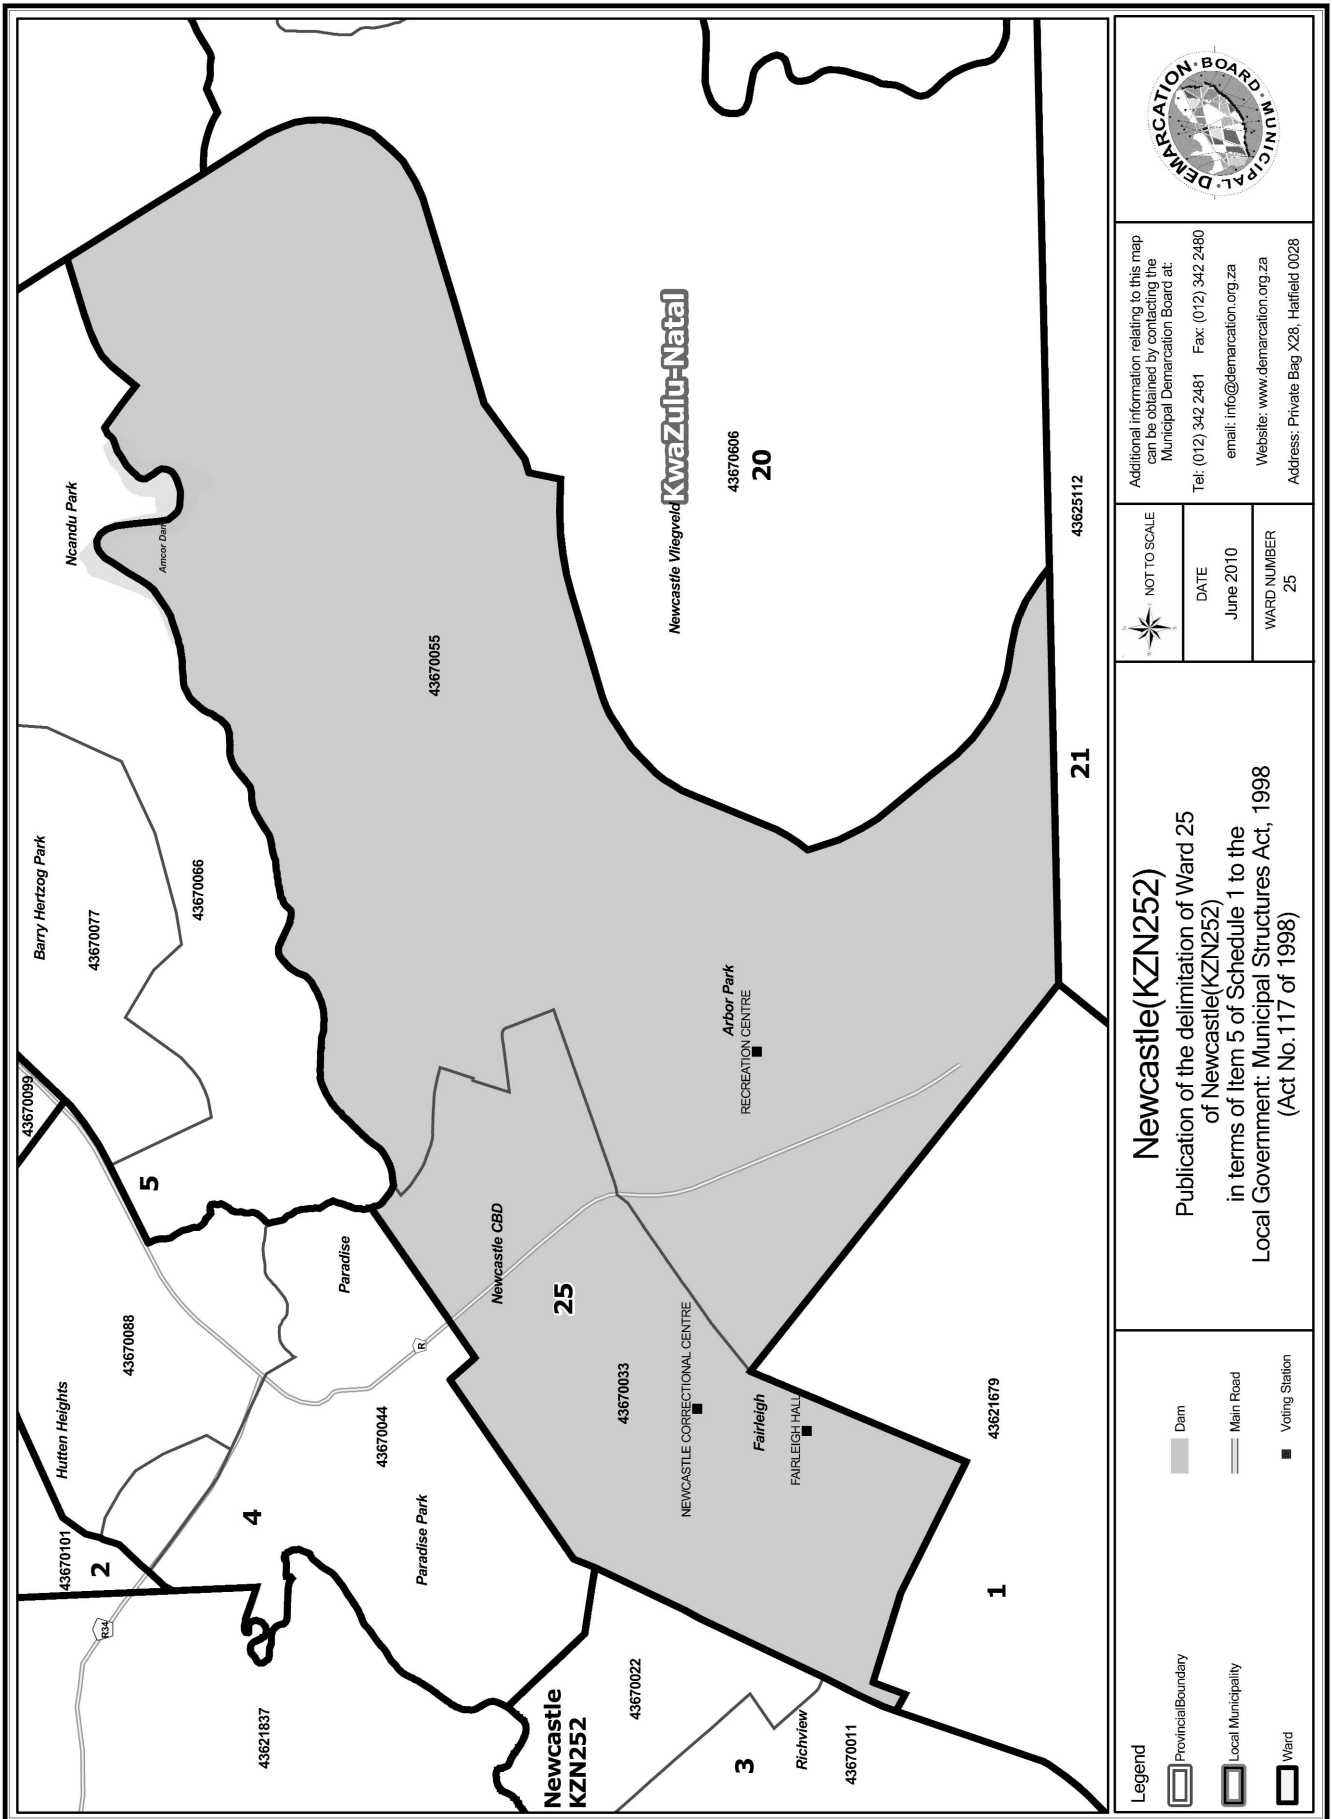 43670099
Barry Hertzog Park
43670077
43670066
Ncandu Park
Amcor Dam
5
Hutten Heights
43670088
43670101
2
R34
4
43670044
Paradise
R
Paradise Park
43621837
Newcastle
KZN252
43670022
3
Richview
43670011
43670055
Newcastle CBD
25
43670033
NEWCASTLE CORRECTIONAL CENTRE
Fairleigh
FAIRLEIGH HALL
Arbor Park
RECREATION CENTRE
KwaZulu-Natal
Newcastle Vliegveld
43670606
20
43621679
1
21
43625112
Legend
ProvincialBoundary
Local Municipality
Ward
Dam
Main Road
Voting Station
Newcastle(KZN252)
Publication of the delimitation of Ward 25
of Newcastle(KZN252)
in terms of Item 5 of Schedule 1 to the
Local Government: Municipal Structures Act, 1998
(Act No.117 of 1998)
NOT TO SCALE
DATE
June 2010
WARD NUMBER
25
Additional information relating to this map
can be obtained by contacting the
Municipal Demarcation Board at:
Tel: (012) 342 2481 Fax: (012) 342 2480
email: info@demarcation.org.za
Website: www.demarcation.org.za
Address: Private Bag X28, Hatfield 0028
MUNICIPAL · DEMARCATION · BOARD ·